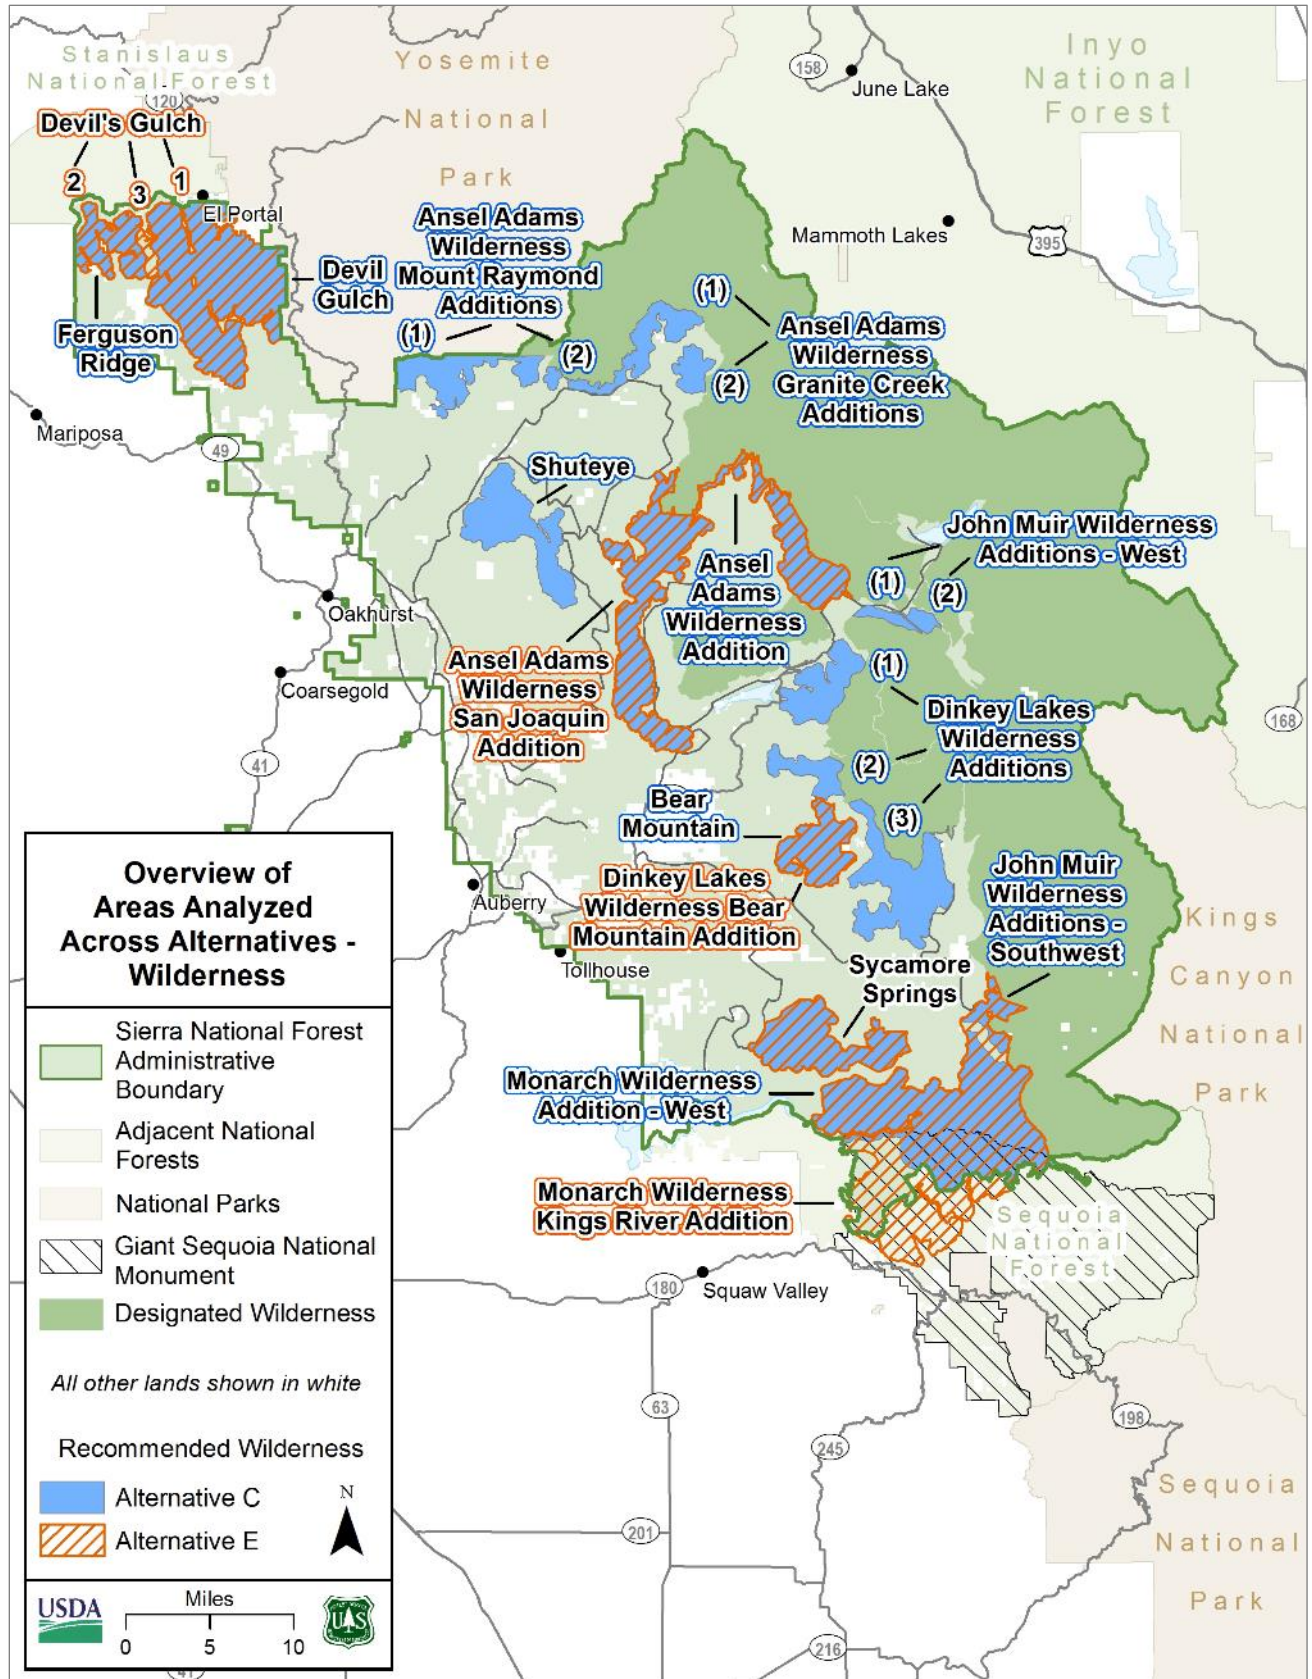 Stanislaus
National Forest
120
Yosemite
National
Park
158
June Lake
Inyo
National
Forest
Devil's Gulch
2
3
1
El Portal
Ansel Adams
Wilderness
Mount Raymond
Additions
(1)
(2)
Mammoth Lakes
395
Devil
Gulch
Ferguson
Ridge
(1)
(2)
Ansel Adams
Wilderness
Granite Creek
Additions
Mariposa
49
Shuteye
John Muir Wilderness
Additions - West
(1)
(2)
Ansel
Adams
Wilderness
Addition
Oakhurst
Coarsegold
Ansel Adams
Wilderness
San Joaquin
Addition
(1)
(2)
(3)
Dinkey Lakes
Wilderness
Additions
168
41
Bear
Mountain
Dinkey Lakes
Wilderness Bear
Mountain Addition
John Muir
Wilderness
Additions -
Southwest
Kings
Canyon
National
Park
Auberry
Tollhouse
Sycamore
Springs
Monarch Wilderness
Addition - West
Monarch Wilderness
Kings River Addition
Sequoia
National
Forest
180
Squaw Valley
63
245
198
201
216
Sequoia
National
Park
Overview of
Areas Analyzed
Across Alternatives -
Wilderness
Sierra National Forest
Administrative
Boundary
Adjacent National
Forests
National Parks
Giant Sequoia National
Monument
Designated Wilderness
All other lands shown in white
Recommended Wilderness
Alternative C
Alternative E
N
USDA
Miles
0 5 10
U S
41